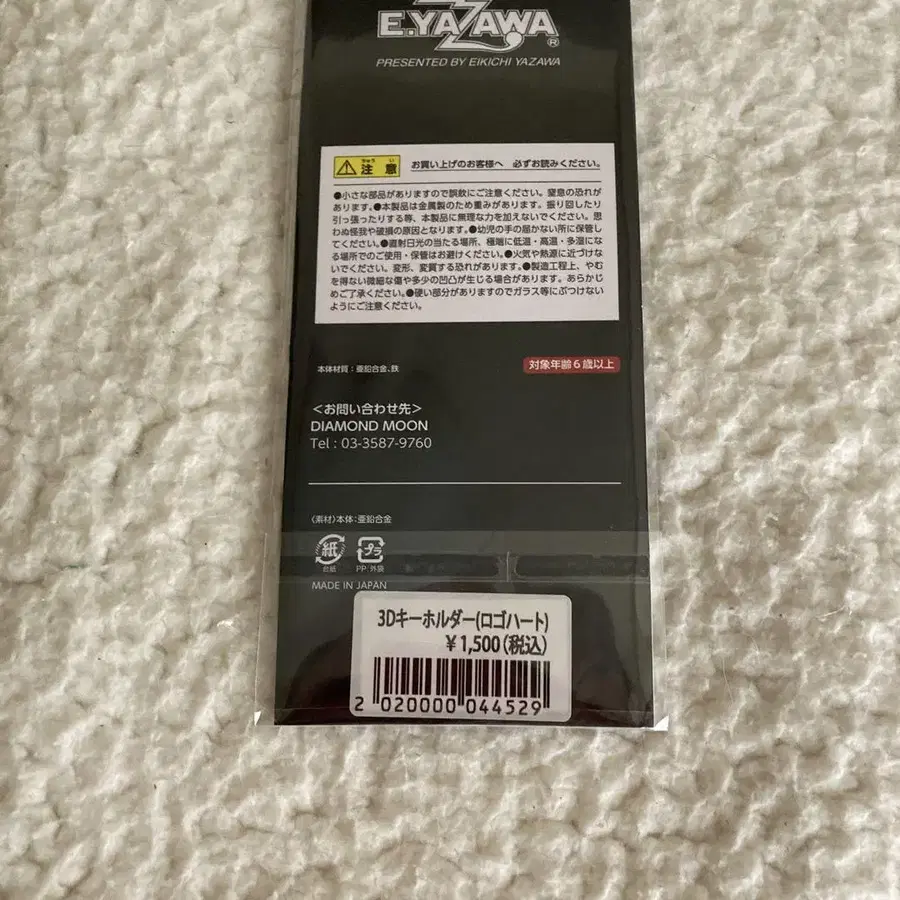 E.YAZAWA®
PRESENTED BY EIKICHI YAZAWA
注意 お買い上げのお客様へ 必ずお読みください。
●小さな部品がありますので誤飲にご注意ください。窒息の恐れが
あります。●本製品は金属製のため重みがあります。振り回したり
引っ張ったりする等、本製品に無理な力を加えないでください。思
わぬ怪我や破損の原因となります。●幼児の手の届かない所に保管し
てください。●直射日光の当たる場所、極端に低温・高温・多湿にな
る場所でのご使用・保管はお避けください。●火気や熱源に近づけな
いでください。変形、変質する恐れがあります。●製造工程上、やむ
を得ない微細な傷や多少の凹凸が生じる場合があります。あらかじ
めご了承ください。●硬い部分がありますのでガラス等にぶつけない
ようにご注意ください。
本体材質：亜鉛合金、鉄 対象年齢6歳以上
＜お問い合わせ先＞
DIAMOND MOON
Tel : 03-3587-9760
〈素材〉本体：亜鉛合金
紙 プラ
台紙 PP 外袋
MADE IN JAPAN
3Dキーホルダー(ロゴハート)
¥1,500(税込)
2 020000 044529